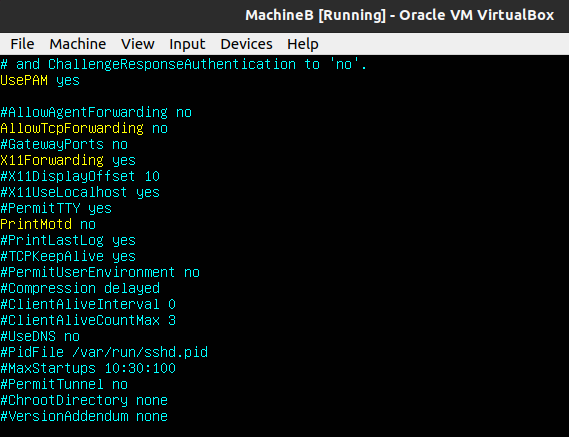 MachineB [Running] - Oracle VM VirtualBox
File Machine View Input Devices Help
# and ChallengeResponseAuthentication to 'no'.
UsePAM yes
#AllowAgentForwarding no
AllowTcpForwarding no
#GatewayPorts no
X11Forwarding yes
#X11DisplayOffset 10
#X11UseLocalhost yes
#PermitTTY yes
PrintMotd no
#PrintLastLog yes
#TCPKeepAlive yes
#PermitUserEnvironment no
#Compression delayed
#ClientAliveInterval 0
#ClientAliveCountMax 3
#UseDNS no
#PidFile /var/run/sshd.pid
#MaxStartups 10:30:100
#PermitTunnel no
#ChrootDirectory none
#VersionAddendum none